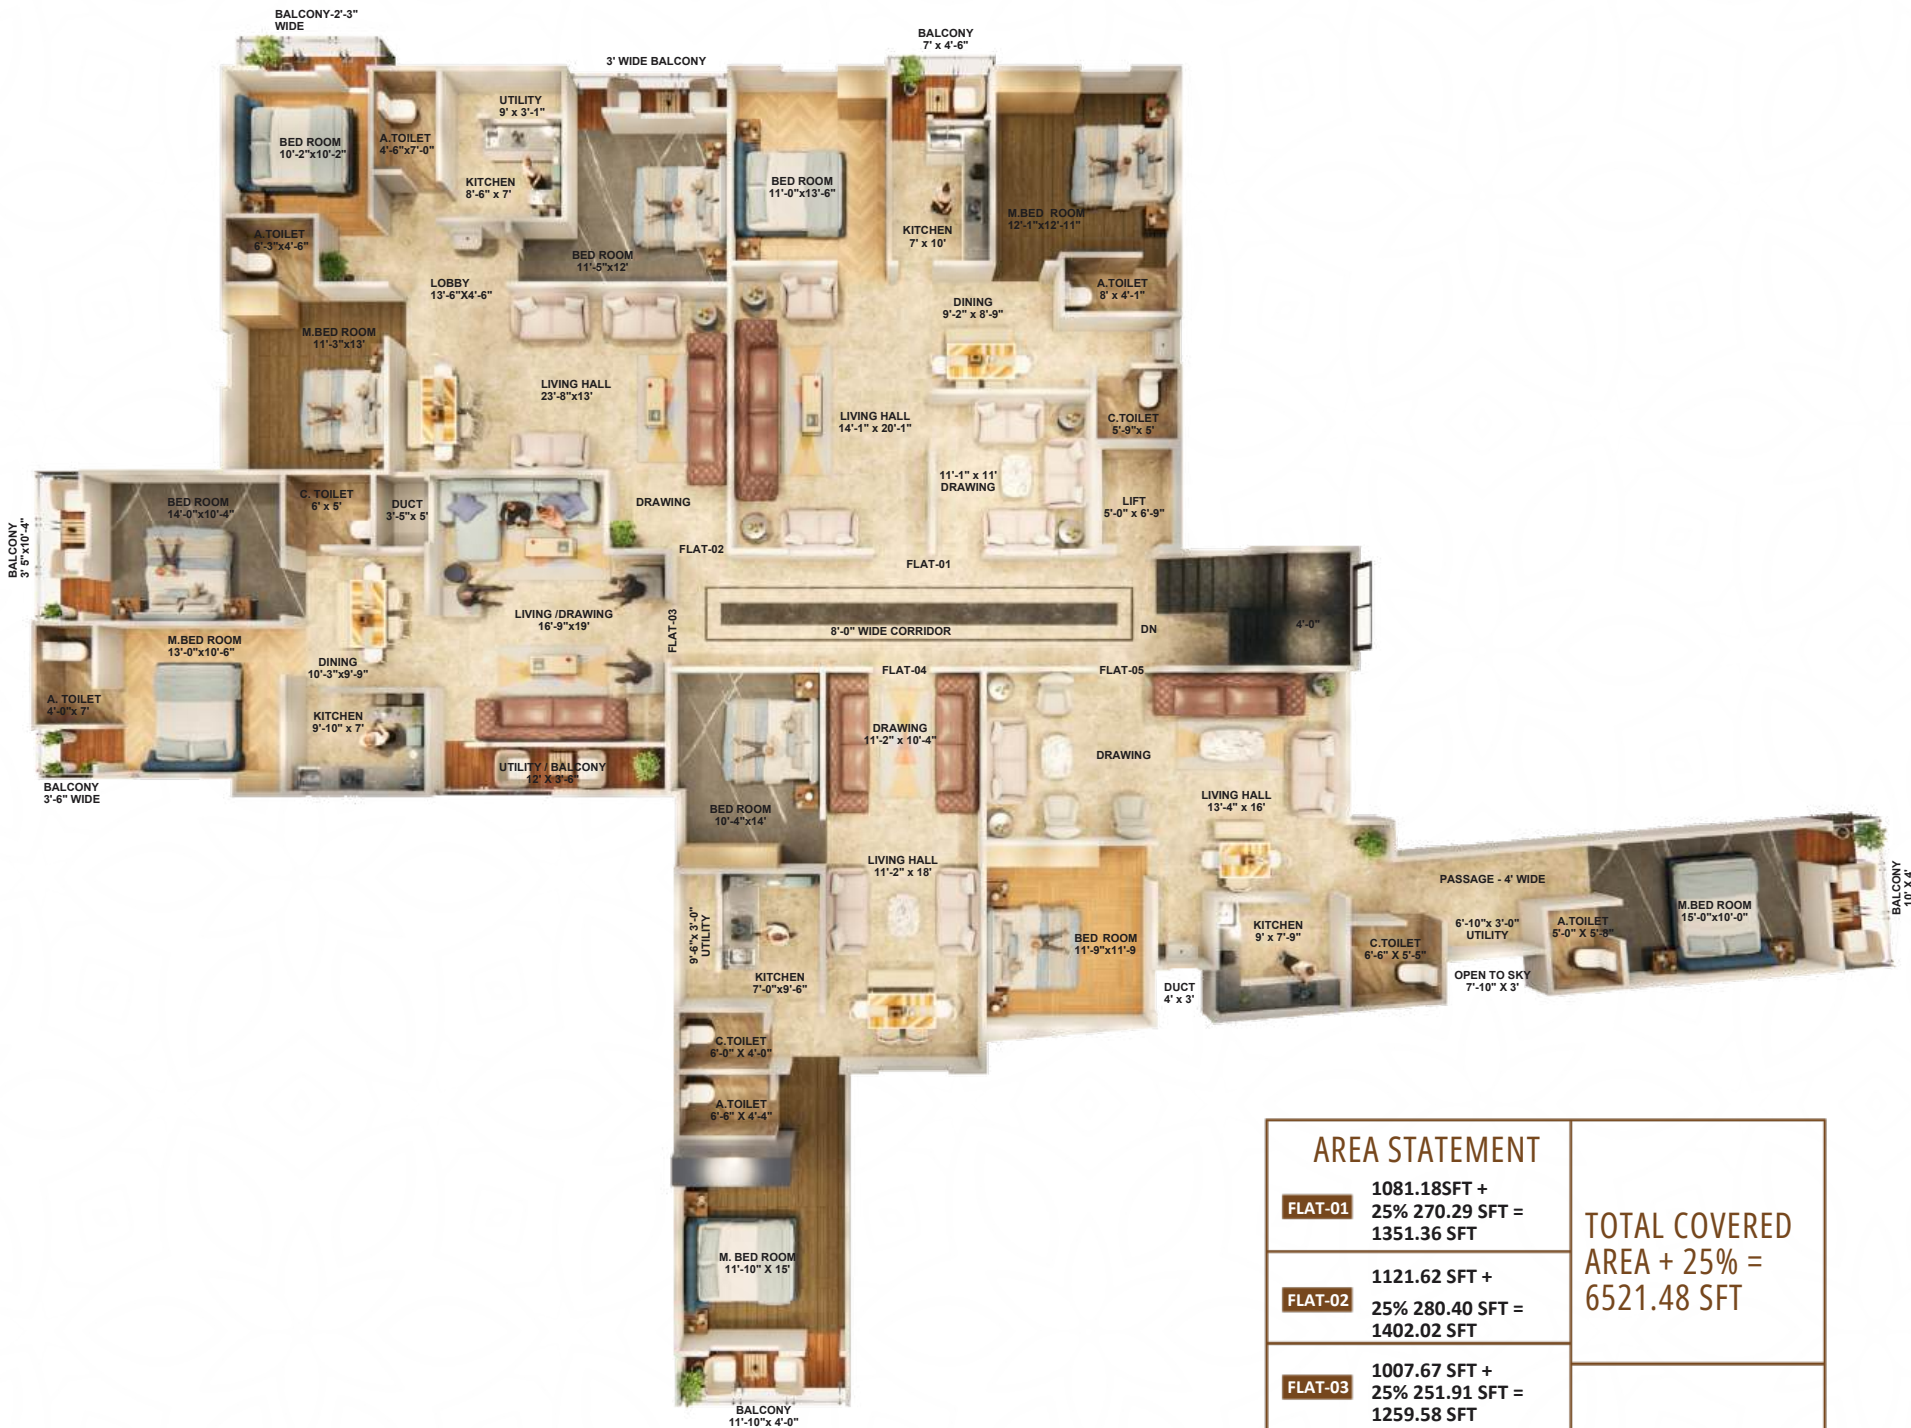 BALCONY-2'-3"
WIDE
BALCONY
7' x 4'-6"
3' WIDE BALCONY
UTILITY
9' x 3'-1"
BED ROOM
10'-2"x10'-2"
A.TOILET
4'-6"x7'-0"
KITCHEN
8'-6" x 7'
BED ROOM
11'-0"x13'-6"
KITCHEN
7' x 10'
M.BED ROOM
12'-1"x12'-11"
A.TOILET
6'-3"x4'-6"
BED ROOM
11'-5"x12'
LOBBY
13'-6"X4'-6"
A.TOILET
8' x 4'-1"
DINING
9'-2" x 8'-9"
M.BED ROOM
11'-3"x13'
LIVING HALL
23'-8"x13'
LIVING HALL
14'-1" x 20'-1"
C.TOILET
5'-9"x 5'
11'-1" x 11'
DRAWING
LIFT
5'-0" x 6'-9"
BED ROOM
14'-0"x10'-4"
C. TOILET
6' x 5'
DUCT
3'-5"x 5'
DRAWING
BALCONY
3' 5"x10'-4"
FLAT-02
FLAT-01
LIVING /DRAWING
16'-9"x19'
FLAT-03
8'-0" WIDE CORRIDOR
DN
4'-0"
M.BED ROOM
13'-0"x10'-6"
DINING
10'-3"x9'-9"
FLAT-04
FLAT-05
A. TOILET
4'-0"x 7'
KITCHEN
9'-10" x 7'
DRAWING
11'-2" x 10'-4"
DRAWING
UTILITY / BALCONY
12' X 3'-6"
BALCONY
3'-6" WIDE
BED ROOM
10'-4"x14'
LIVING HALL
13'-4" x 16'
LIVING HALL
11'-2" x 18'
PASSAGE - 4' WIDE
M.BED ROOM
15'-0"x10'-0"
BALCONY
10' X 4'
9'-6"x 3'-0"
UTILITY
KITCHEN
7'-0"x9'-6"
BED ROOM
11'-9"x11'-9
KITCHEN
9' x 7'-9"
C.TOILET
6'-6" X 5'-5"
6'-10"x 3'-0"
UTILITY
A.TOILET
5'-0" X 5'-8"
DUCT
4' x 3'
OPEN TO SKY
7'-10" X 3'
C.TOILET
6'-0" X 4'-0"
A.TOILET
6'-6" X 4'-4"
M. BED ROOM
11'-10" X 15'
BALCONY
11'-10"x 4'-0"
AREA STATEMENT
FLAT-01
1081.18SFT +
25% 270.29 SFT =
1351.36 SFT
FLAT-02
1121.62 SFT +
25% 280.40 SFT =
1402.02 SFT
FLAT-03
1007.67 SFT +
25% 251.91 SFT =
1259.58 SFT
TOTAL COVERED
AREA + 25% =
6521.48 SFT